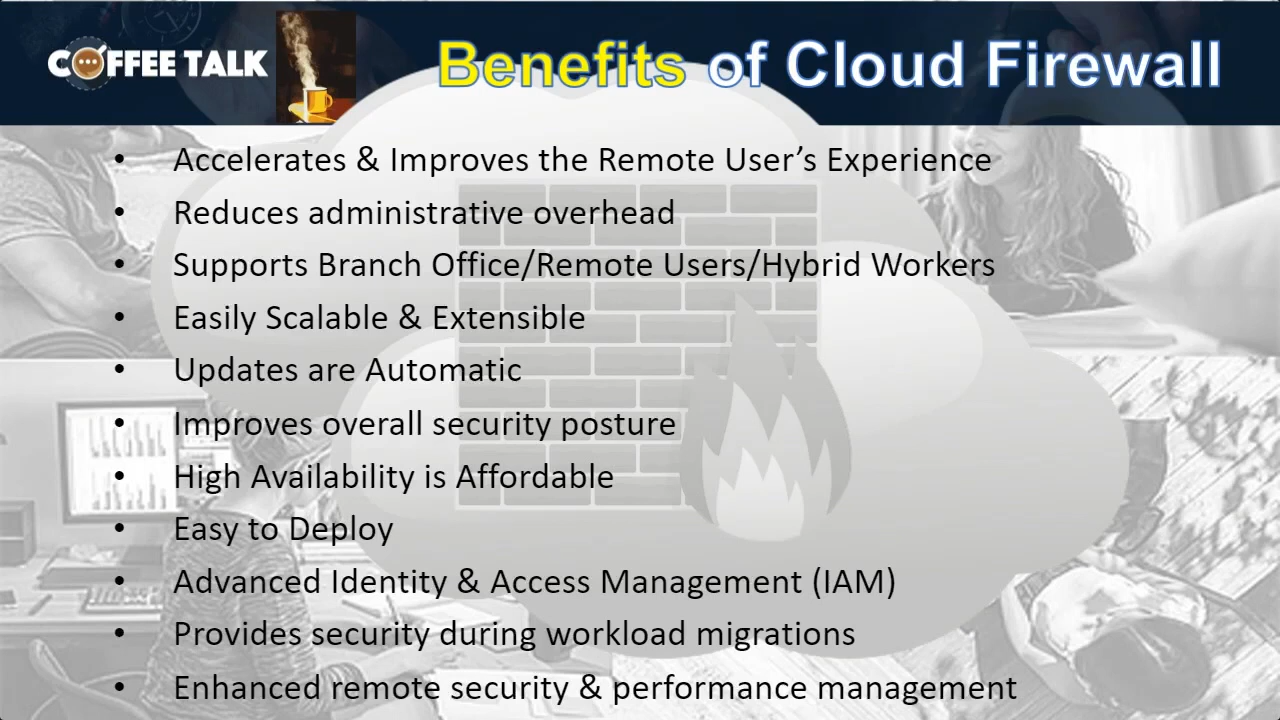 COFFEE TALK
Benefits of Cloud Firewall
• Accelerates & Improves the Remote User’s Experience
• Reduces administrative overhead
• Supports Branch Office/Remote Users/Hybrid Workers
• Easily Scalable & Extensible
• Updates are Automatic
• Improves overall security posture
• High Availability is Affordable
• Easy to Deploy
• Advanced Identity & Access Management (IAM)
• Provides security during workload migrations
• Enhanced remote security & performance management